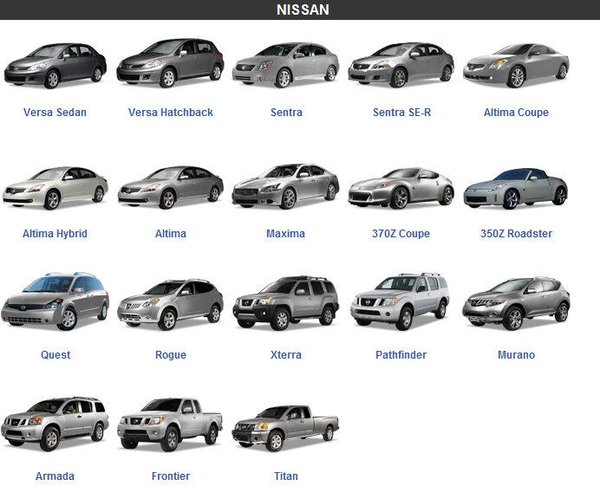 NISSAN
Versa Sedan Versa Hatchback Sentra Sentra SE-R Altima Coupe
Altima Hybrid Altima Maxima 370Z Coupe 350Z Roadster
Quest Rogue Xterra Pathfinder Murano
Armada Frontier Titan